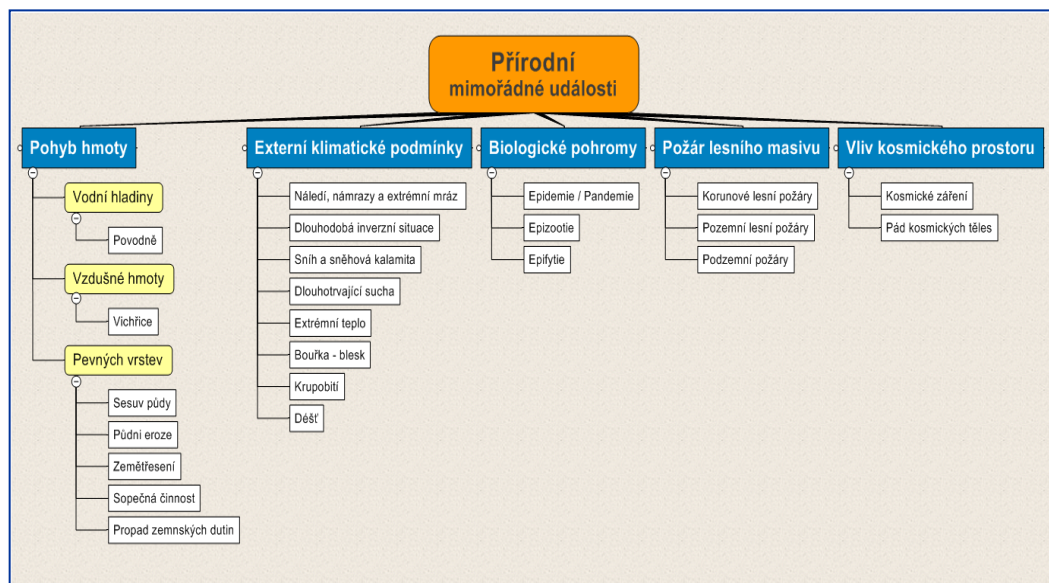 Přírodní
mimořádné události
Pohyb hmoty
Vodní hladiny
Povodně
Vzdušné hmoty
Vichřice
Pevných vrstev
Sesuv půdy
Půdni eroze
Zemětřesení
Sopečná činnost
Propad zemnských dutin
Externí klimatické podmínky
Náledí, námrazy a extrémní mráz
Dlouhodobá inverzní situace
Sníh a sněhová kalamita
Dlouhotrvající sucha
Extrémní teplo
Bouřka - blesk
Krupobití
Déšť
Biologické pohromy
Epidemie / Pandemie
Epizootie
Epifytie
Požár lesního masivu
Korunové lesní požáry
Pozemní lesní požáry
Podzemní požáry
Vliv kosmického prostoru
Kosmické záření
Pád kosmických těles